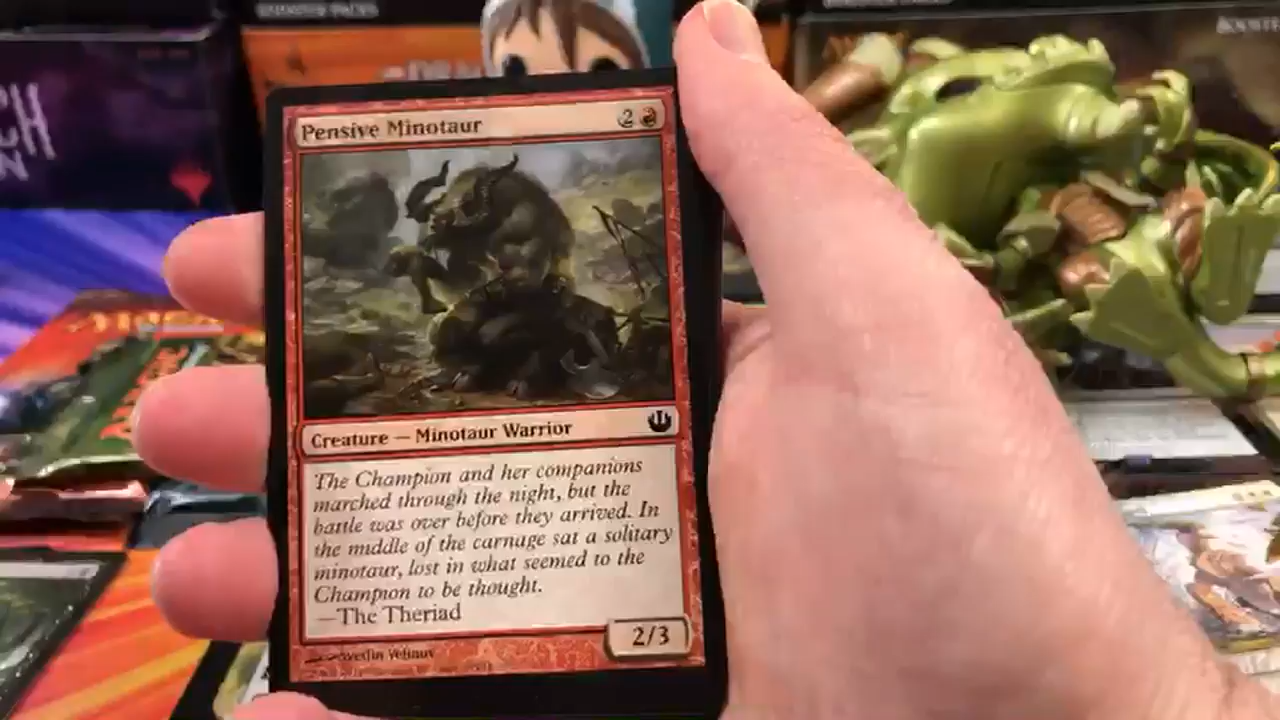 Pensive Minotaur
2
Creature — Minotaur Warrior
The Champion and her companions
marched through the night, but the
battle was over before they arrived. In
the middle of the carnage sat a solitary
minotaur, lost in what seemed to the
Champion to be thought.
—The Theriad
2/3